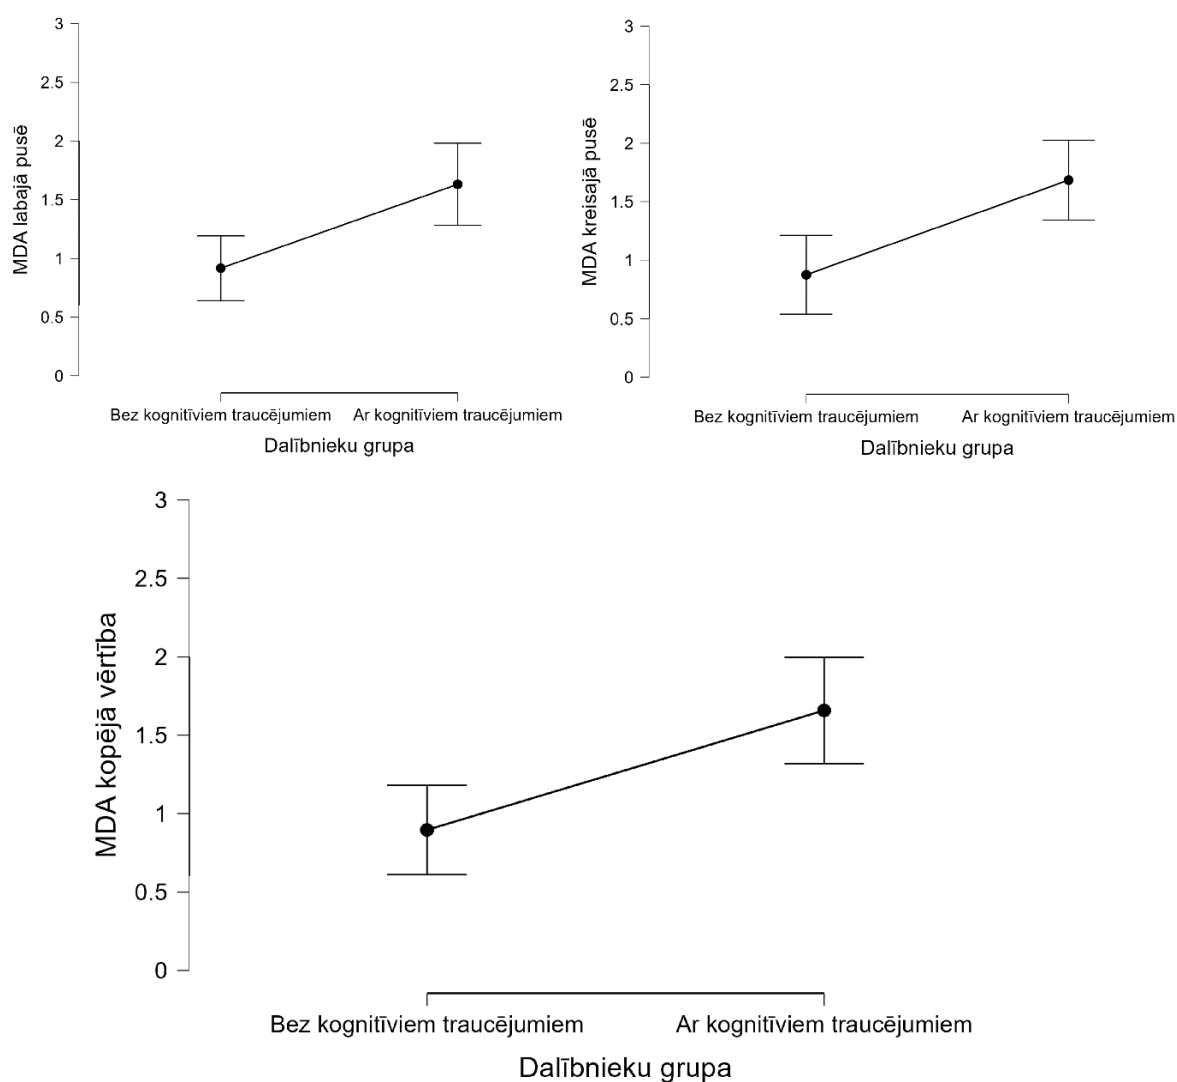 3
2.5
2
1.5
1
0.5
0
MDA labajā pusē
Bez kognitīviem traucējumiem Ar kognitīviem traucējumiem
Dalībnieku grupa
3
2.5
2
1.5
1
0.5
0
MDA kreisajā pusē
Bez kognitīviem traucējumiem Ar kognitīviem traucējumiem
Dalībnieku grupa
3
2.5
2
1.5
1
0.5
0
MDA kopējā vērtība
Bez kognitīviem traucējumiem Ar kognitīviem traucējumiem
Dalībnieku grupa